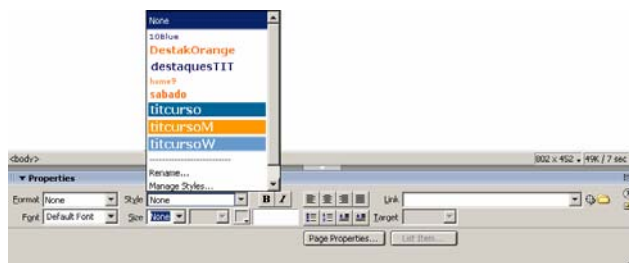 None
10Blue
DestakOrange
destaquesTIT
home9
sabado
titcurso
titcursoM
titcursoW
--------------------
Rename...
Manage Styles...
<body>
802 x 452 49K / 7 sec
Properties
Format None Style None B I Link
Font Default Font Size None Target
Page Properties... List Item...